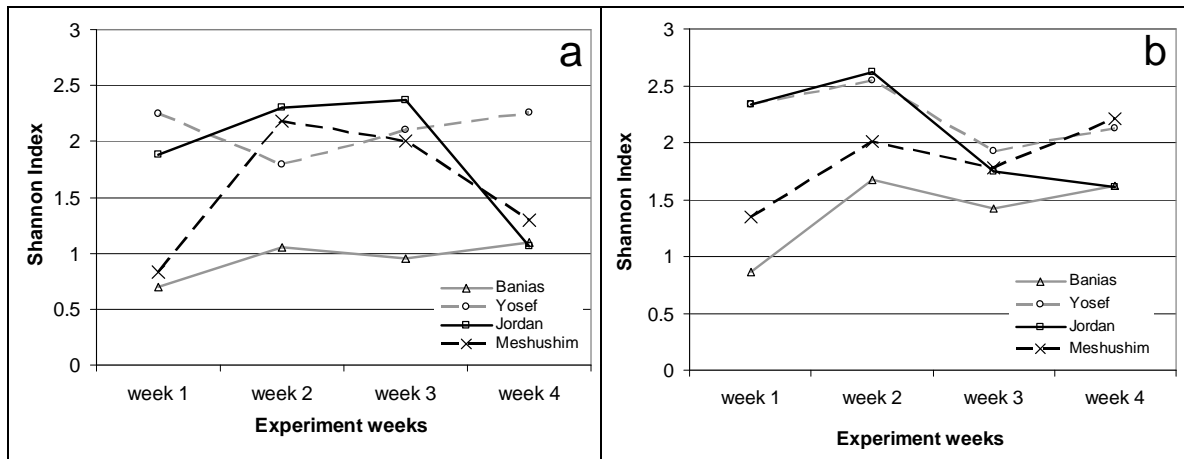 a
Shannon Index
3
2.5
2
1.5
1
0.5
0
week 1 week 2 week 3 week 4
Experiment weeks
Banias
Yosef
Jordan
Meshushim
b
Shannon Index
3
2.5
2
1.5
1
0.5
0
week 1 week 2 week 3 week 4
Experiment weeks
Banias
Yosef
Jordan
Meshushim